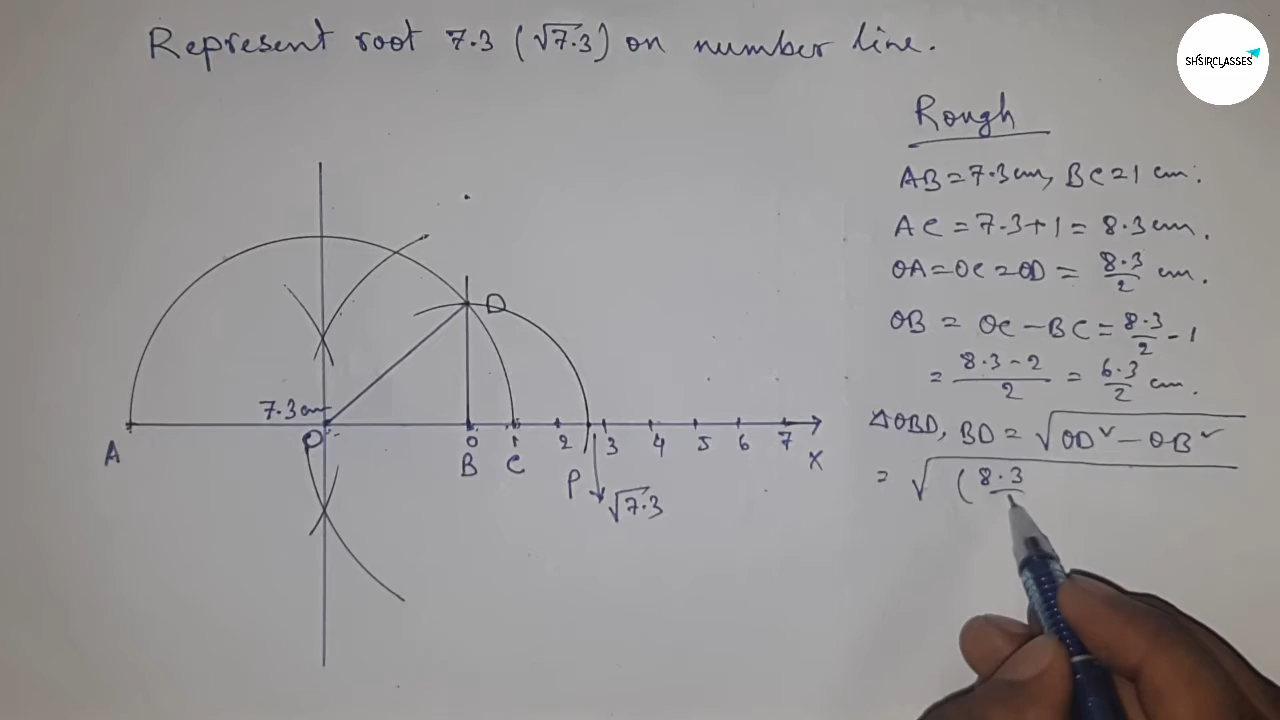 Represent root 7.3 (√7.3) on number line.
SHSIRCLASSES
Rough
AB = 7.3 cm, BC = 1 cm.
AC = 7.3 + 1 = 8.3 cm.
OA = OC = OD = 8.3/2 cm.
OB = OC - BC = 8.3/2 - 1
= 8.3-2/2 = 6.3/2 cm.
△OBD, BD = √OD² - OB²
= √(8.3
D
7.3 cm
A O 0 1 2 3 4 5 6 7 X
B C P √7.3